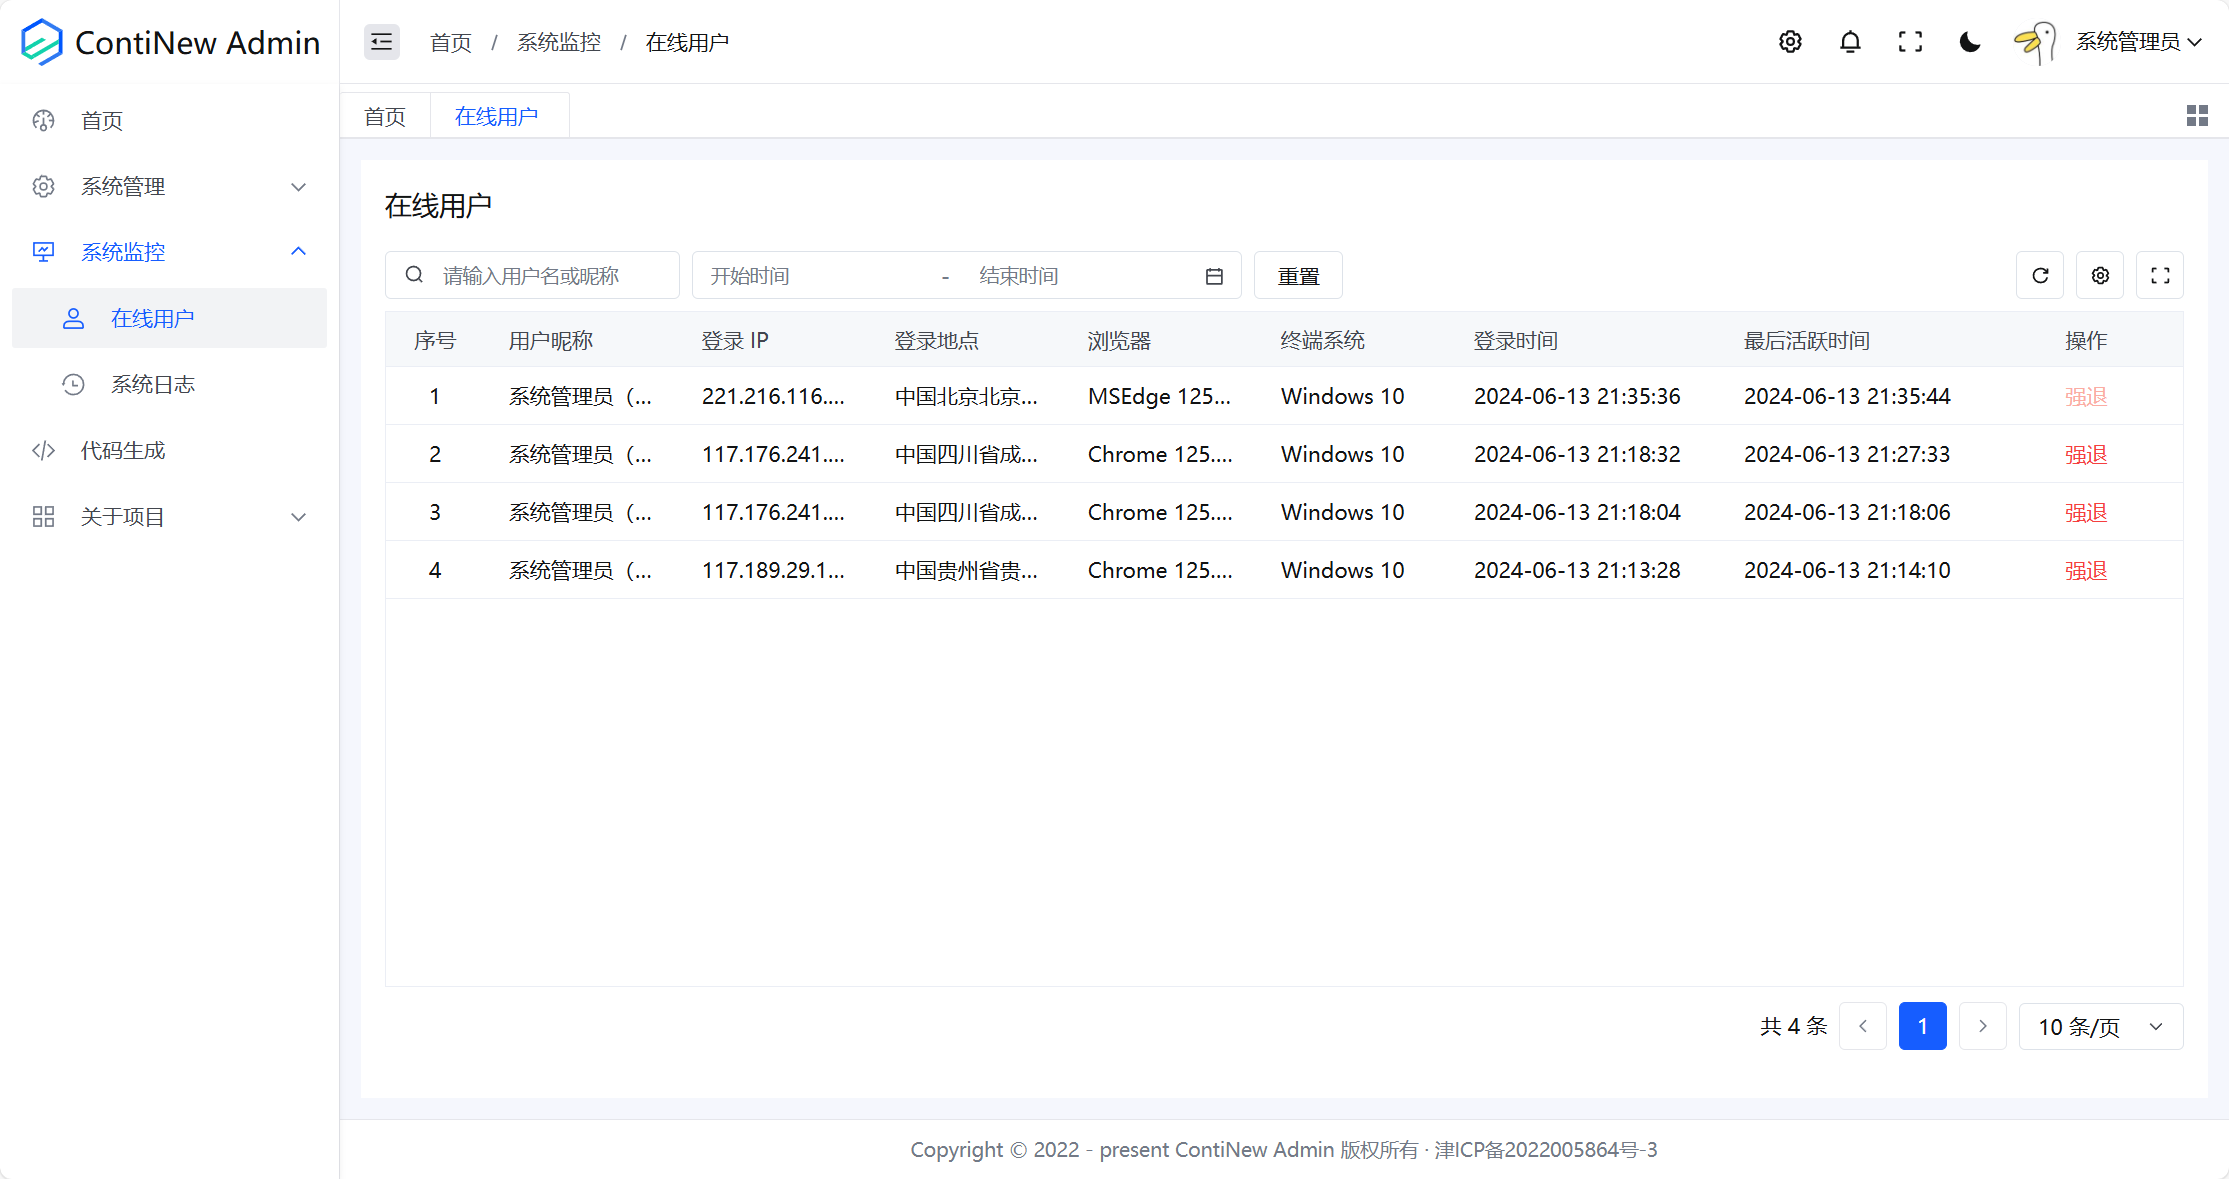 ContiNew Admin
首页 / 系统监控 / 在线用户
系统管理员
首页
系统管理
系统监控
在线用户
系统日志
代码生成
关于项目
首页
在线用户
在线用户
请输入用户名或昵称
开始时间 - 结束时间
重置
序号 用户昵称 登录 IP 登录地点 浏览器 终端系统 登录时间 最后活跃时间 操作
1 系统管理员（... 221.216.116.... 中国北京北京... MSEdge 125... Windows 10 2024-06-13 21:35:36 2024-06-13 21:35:44 强退
2 系统管理员（... 117.176.241.... 中国四川省成... Chrome 125.... Windows 10 2024-06-13 21:18:32 2024-06-13 21:27:33 强退
3 系统管理员（... 117.176.241.... 中国四川省成... Chrome 125.... Windows 10 2024-06-13 21:18:04 2024-06-13 21:18:06 强退
4 系统管理员（... 117.189.29.1... 中国贵州省贵... Chrome 125.... Windows 10 2024-06-13 21:13:28 2024-06-13 21:14:10 强退
共 4 条 1 10 条/页
Copyright © 2022 - present ContiNew Admin 版权所有 · 津ICP备2022005864号-3